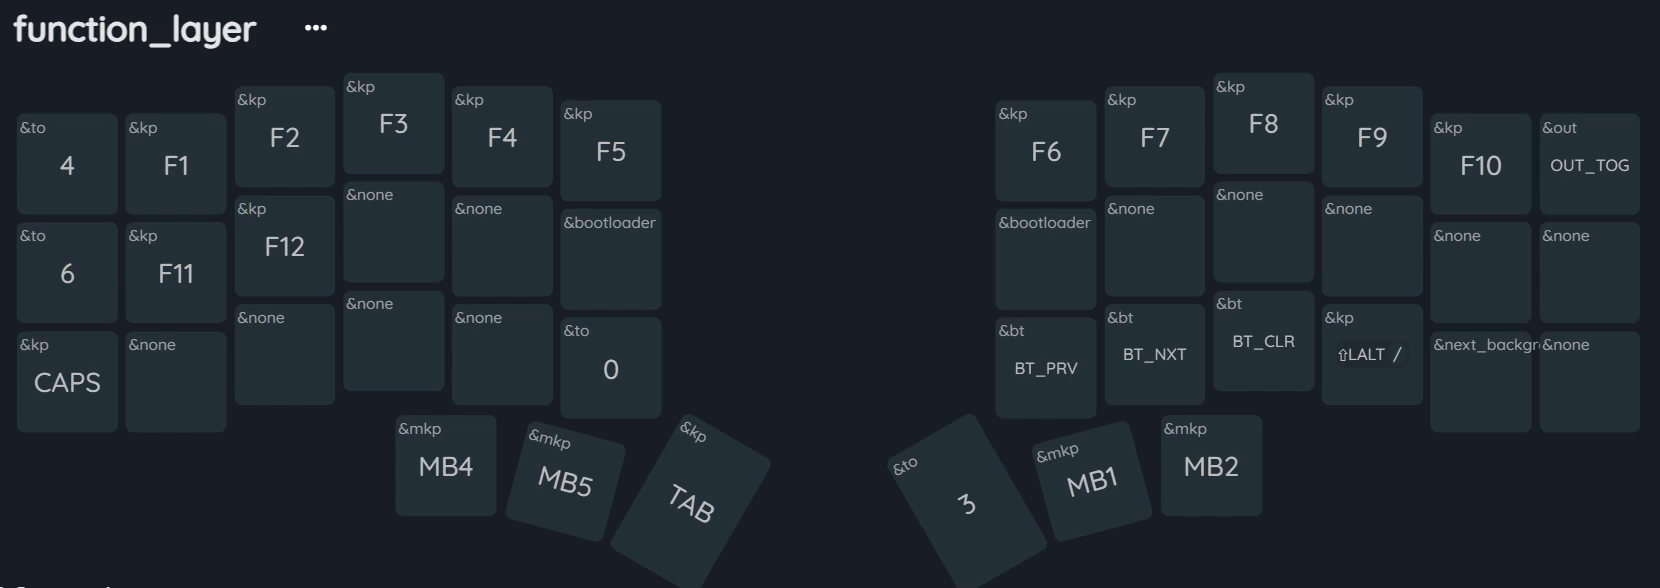 function_layer ...
&to &kp &kp &kp &kp &kp &kp &kp &kp &kp &kp &out
4 F1 F2 F3 F4 F5 F6 F7 F8 F9 F10 OUT_TOG
&to &kp &kp &none &none &bootloader &bootloader &none &none &none &none &none
6 F11 F12
&kp &none &none &none &none &to &bt &bt &bt &kp &next_backgr &none
CAPS 0 BT_PRV BT_NXT BT_CLR ⇧LALT /
&mkp &mkp &kp &to &mkp &mkp
MB4 MB5 TAB 3 MB1 MB2